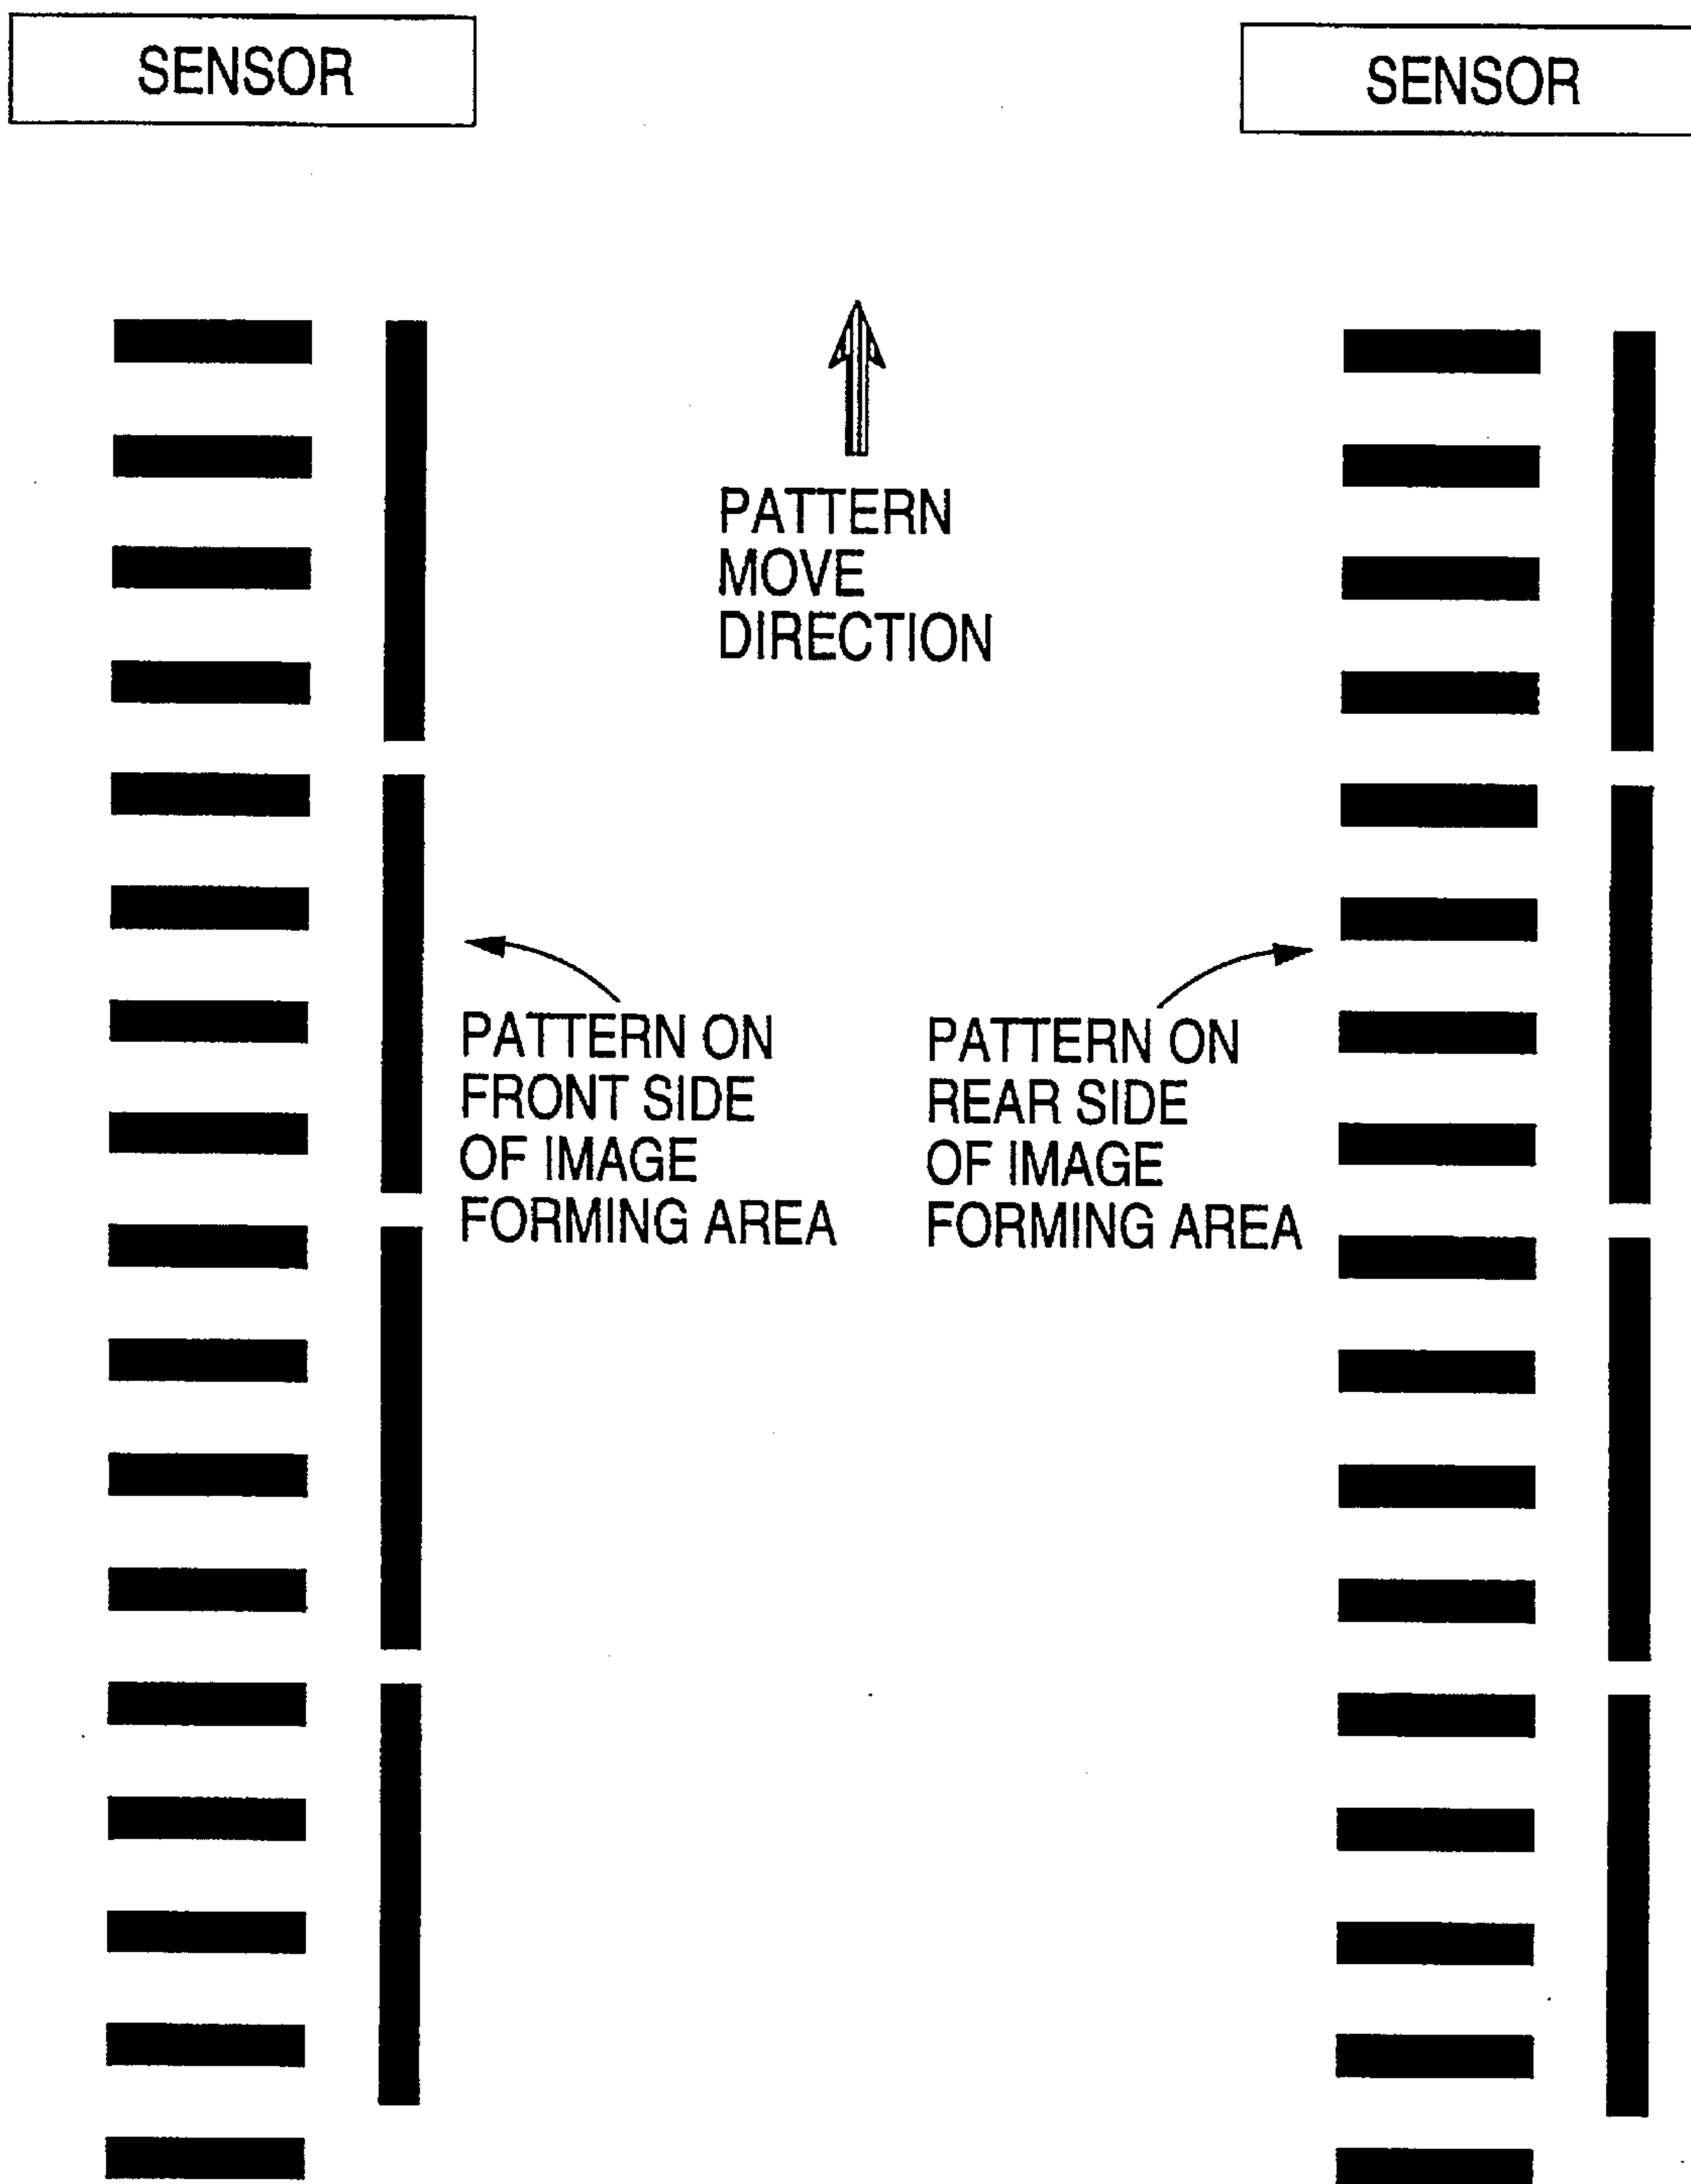 SENSOR
SENSOR
PATTERN
MOVE
DIRECTION
PATTERN ON
FRONT SIDE
OF IMAGE
FORMING AREA
PATTERN ON
REAR SIDE
OF IMAGE
FORMING AREA